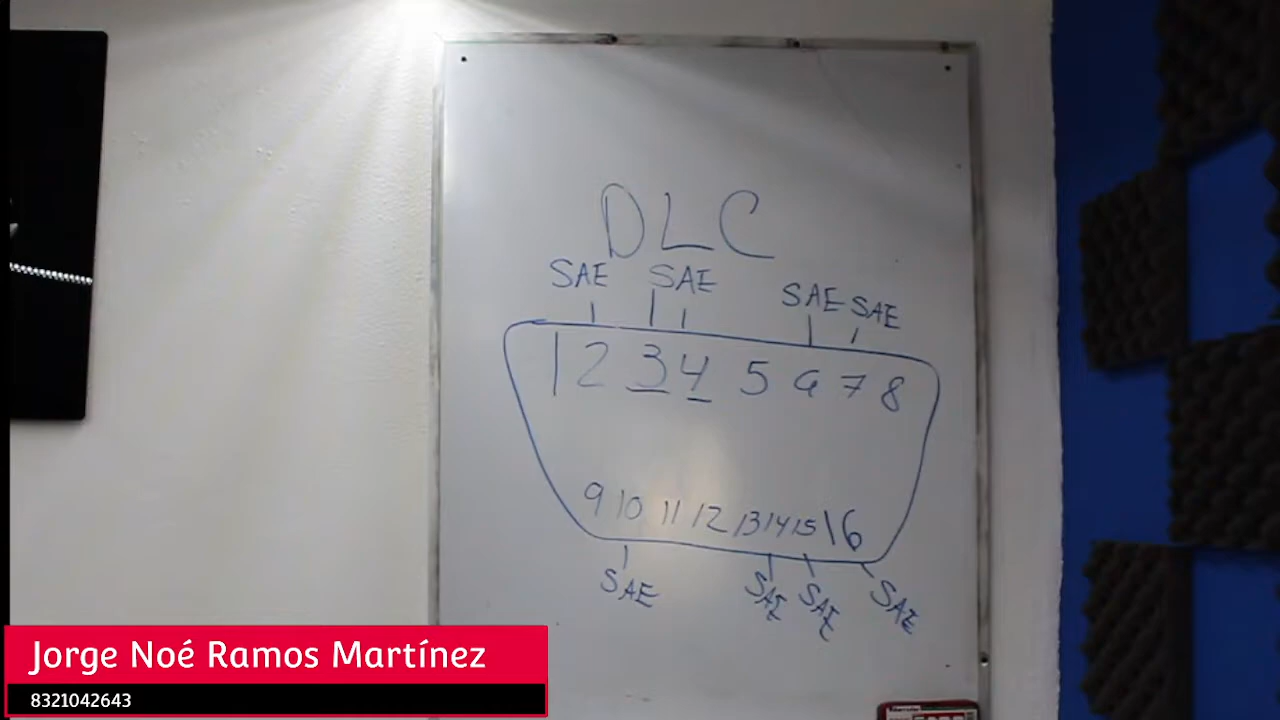 DLC
SAE SAE SAE SAE
1 2 3 4 5 6 7 8
9 10 11 12 13 14 15 16
SAE SAE SAE SAE
Jorge Noé Ramos Martínez
8321042643